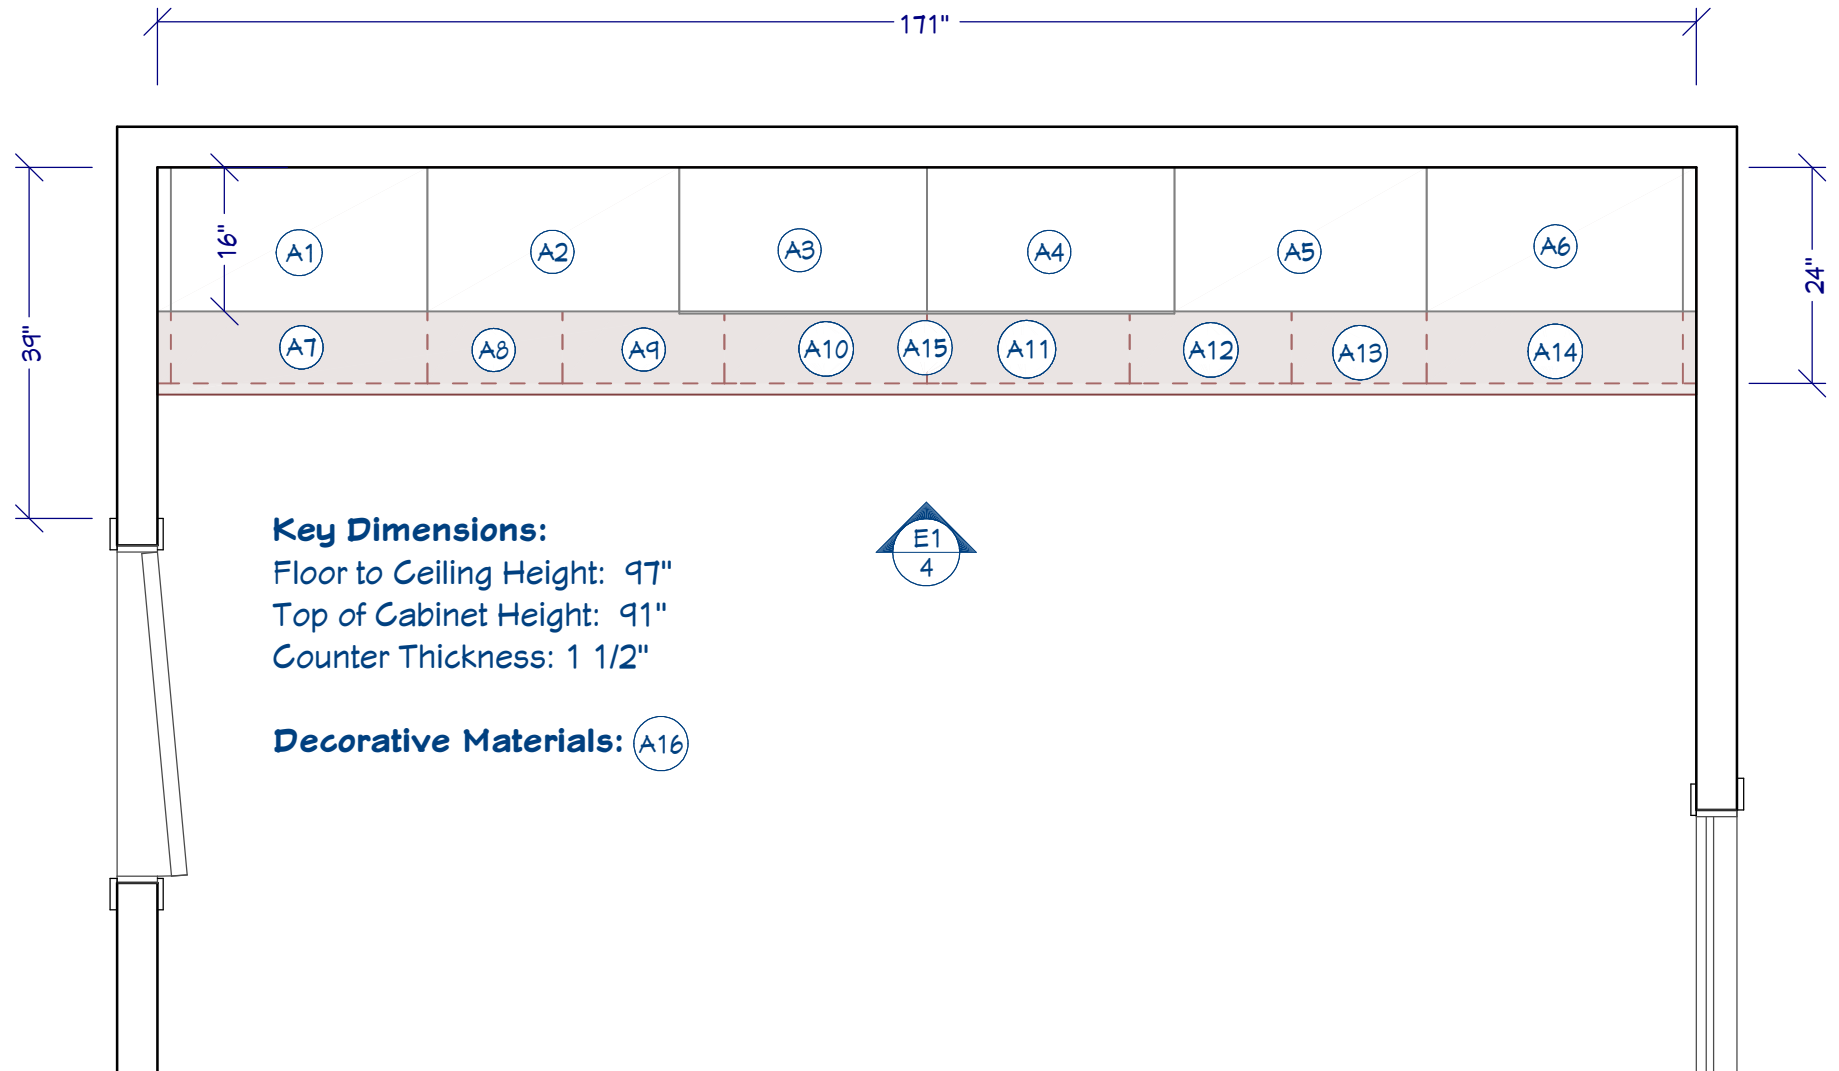 171"
39"
16"
24"
A1 A2 A3 A4 A5 A6
A7 A8 A9 A10 A15 A11 A12 A13 A14
E1
4
Key Dimensions:
Floor to Ceiling Height: 97"
Top of Cabinet Height: 91"
Counter Thickness: 1 1/2"
Decorative Materials: A16